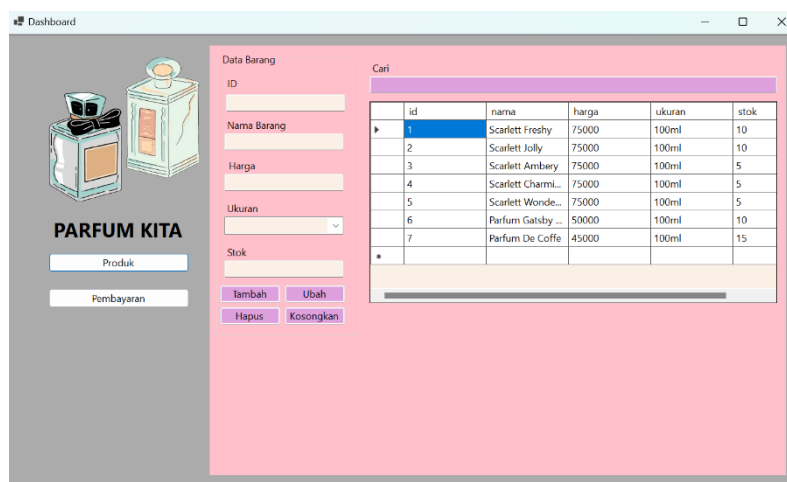 Dashboard
Data Barang
ID
Nama Barang
Harga
Ukuran
Stok
Tambah Ubah
Hapus Kosongkan
PARFUM KITA
Produk
Pembayaran
Cari
id nama harga ukuran stok
1 Scarlett Freshy 75000 100ml 10
2 Scarlett Jolly 75000 100ml 10
3 Scarlett Ambery 75000 100ml 5
4 Scarlett Charmi... 75000 100ml 5
5 Scarlett Wonde... 75000 100ml 5
6 Parfum Gatsby ... 50000 100ml 10
7 Parfum De Coffe 45000 100ml 15